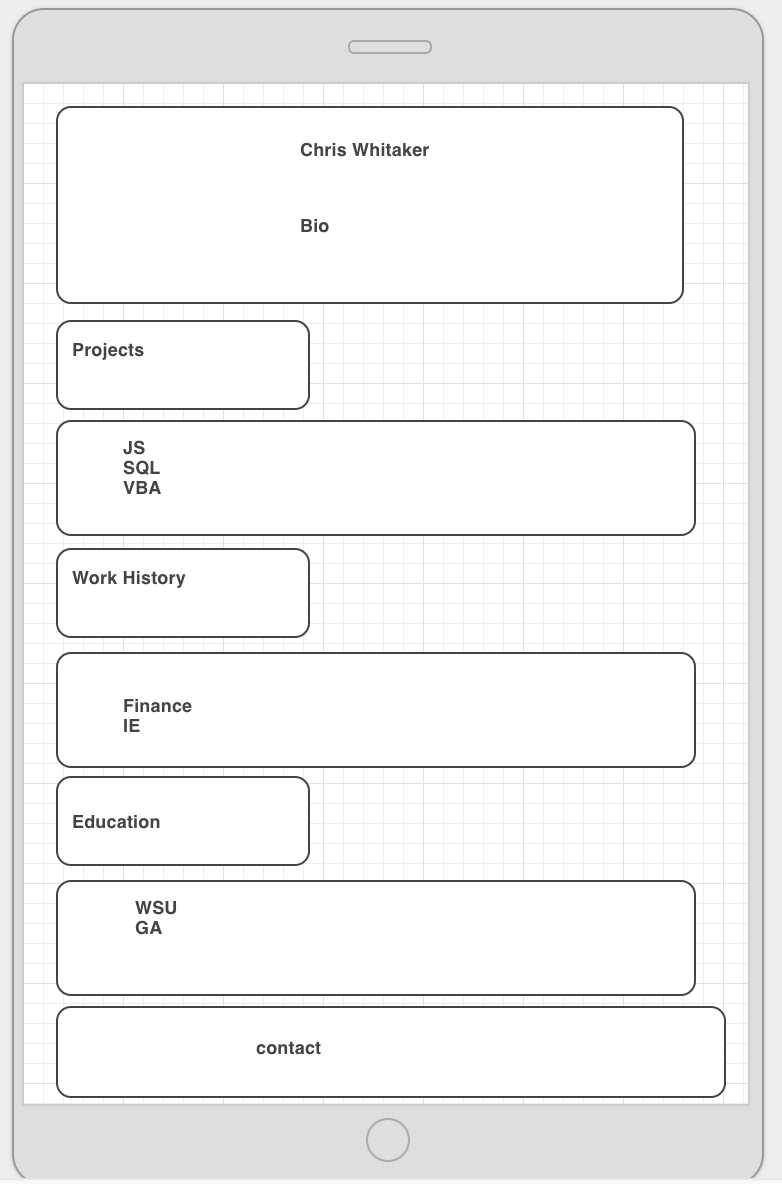 Chris Whitaker
Bio
Projects
JS
SQL
VBA
Work History
Finance
IE
Education
WSU
GA
contact